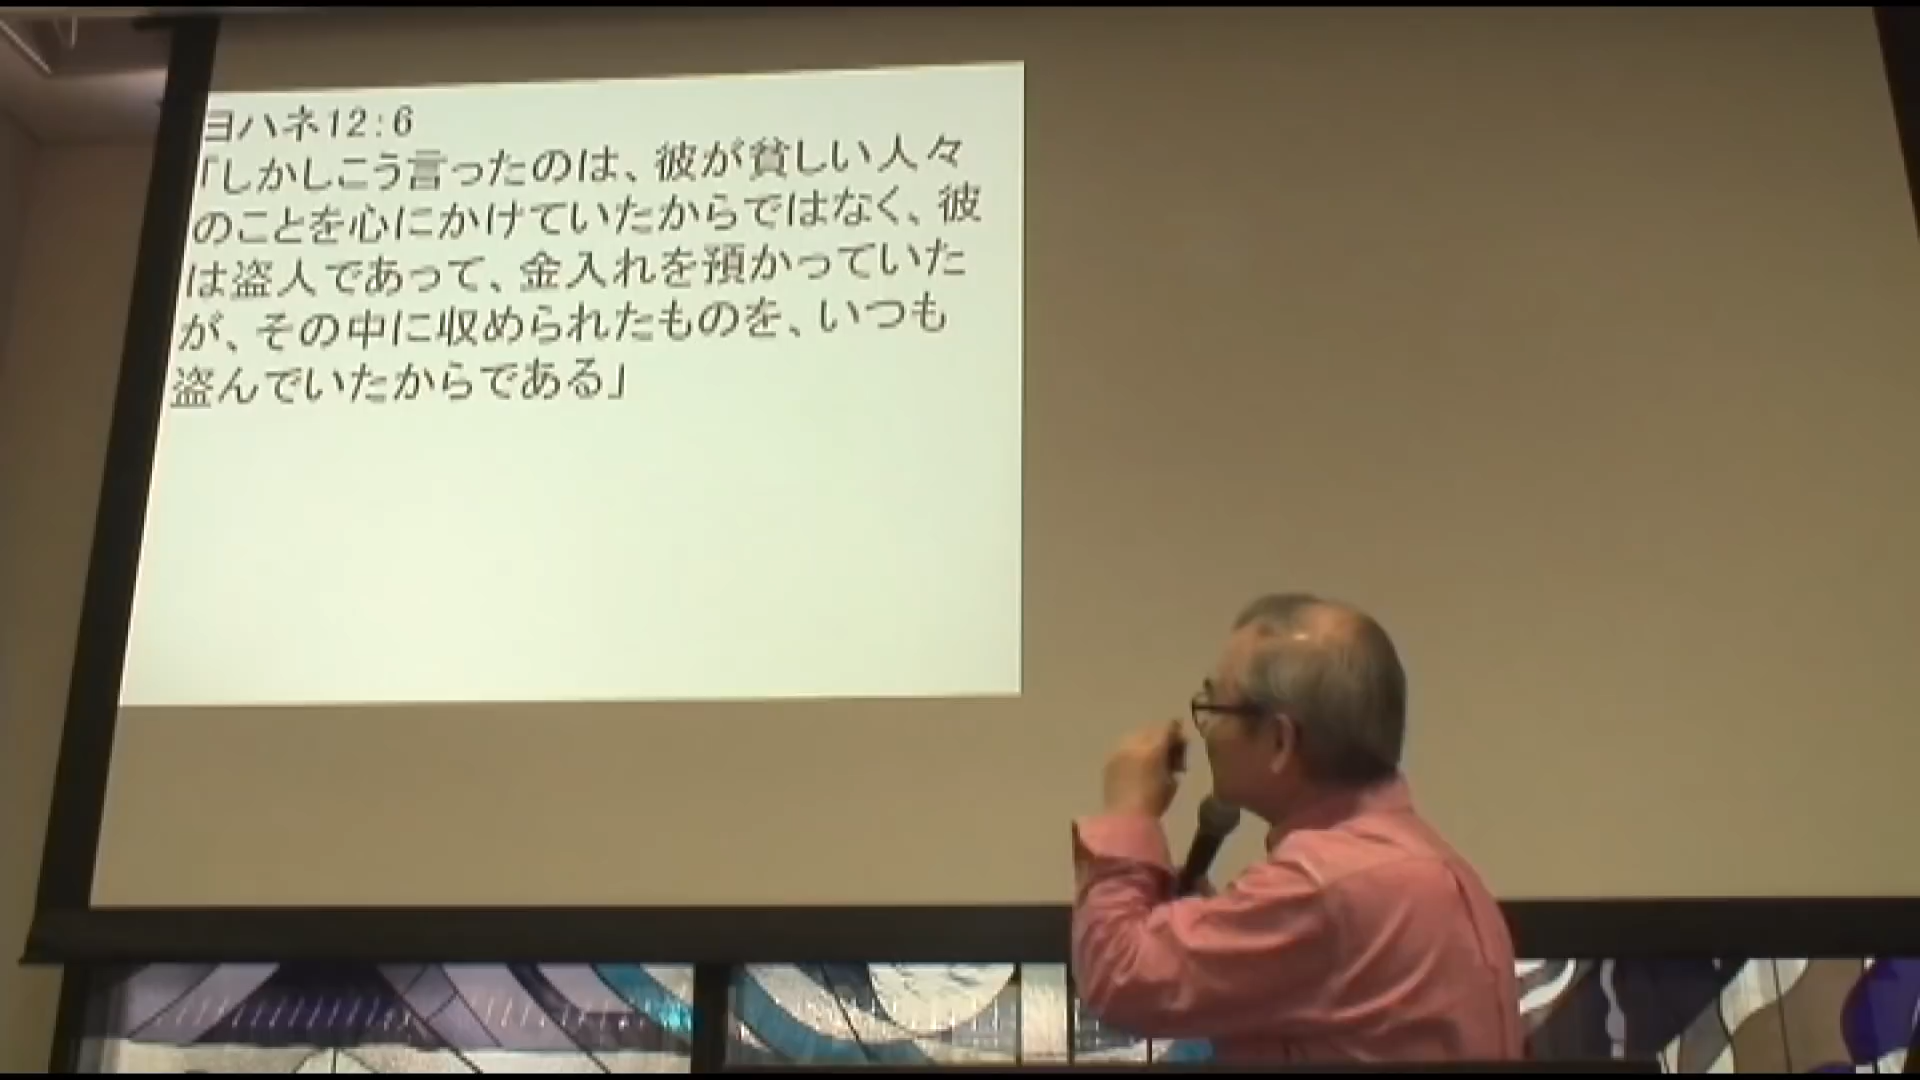 ヨハネ12：6
「しかしこう言ったのは、彼が貧しい人々
のことを心にかけていたからではなく、彼
は盗人であって、金入れを預かっていた
が、その中に収められたものを、いつも
盗んでいたからである」